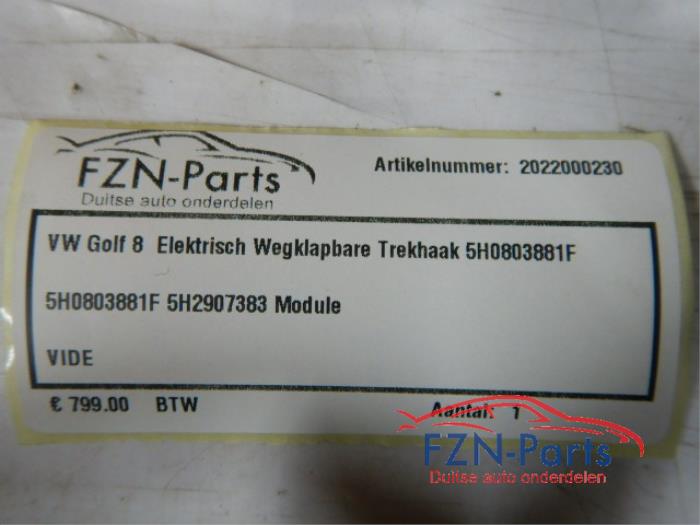 FZN-Parts
Duitse auto onderdelen
Artikelnummer: 2022000230
VW Golf 8 Elektrisch Wegklapbare Trekhaak 5H0803881F
5H0803881F 5H2907383 Module
VIDE
€ 799.00 BTW
Aantal: 1
FZN-Parts
Duitse auto onderdelen